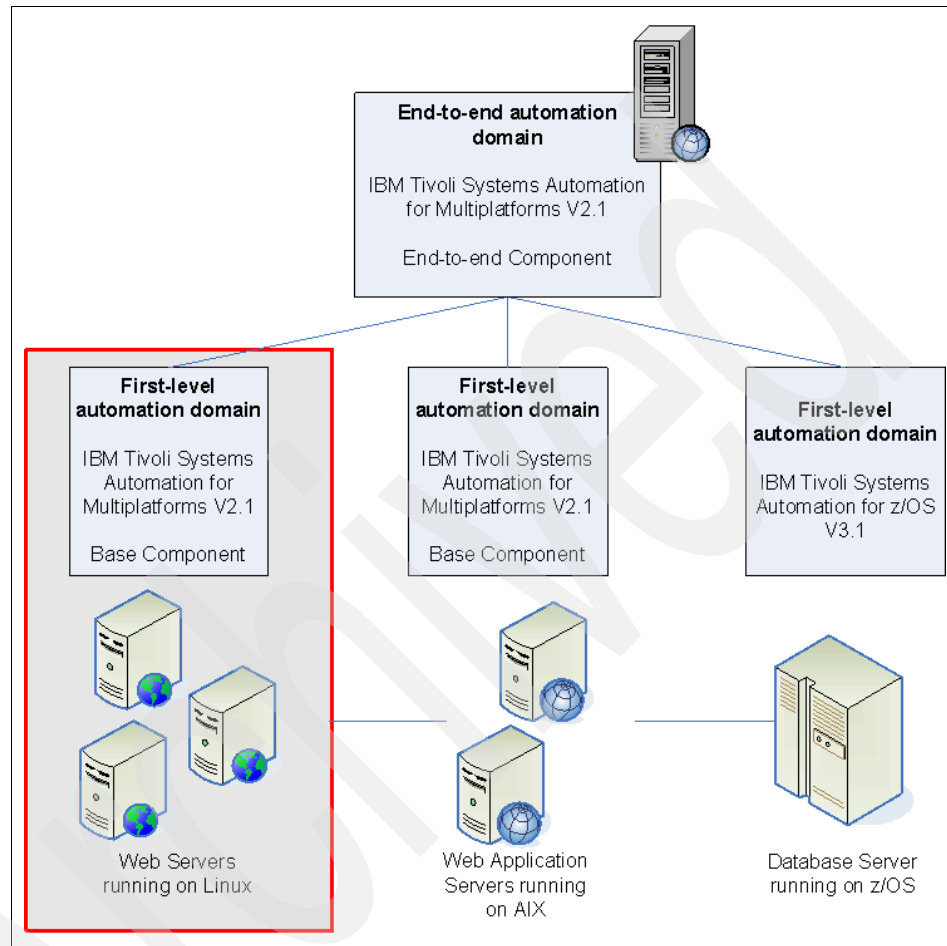 End-to-end automation
domain
IBM Tivoli Systems Automation
for Multiplatforms V2.1
End-to-end Component
First-level
automation domain
IBM Tivoli Systems
Automation for
Multiplatforms V2.1
Base Component
First-level
automation domain
IBM Tivoli Systems
Automation for
Multiplatforms V2.1
Base Component
First-level
automation domain
IBM Tivoli Systems
Automation for z/OS
V3.1
Web Servers
running on Linux
Web Application
Servers running
on AIX
Database Server
running on z/OS
Archived